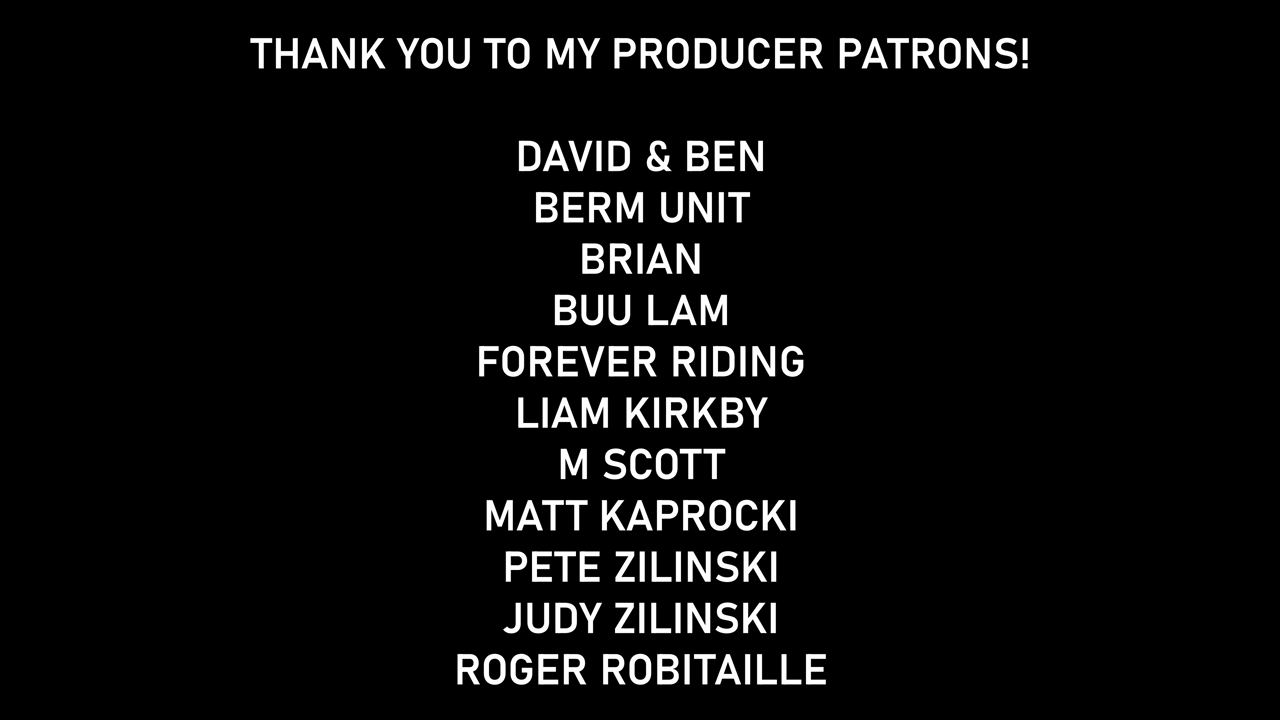 THANK YOU TO MY PRODUCER PATRONS!
DAVID & BEN
BERM UNIT
BRIAN
BUU LAM
FOREVER RIDING
LIAM KIRKBY
M SCOTT
MATT KAPROCKI
PETE ZILINSKI
JUDY ZILINSKI
ROGER ROBITAILLE